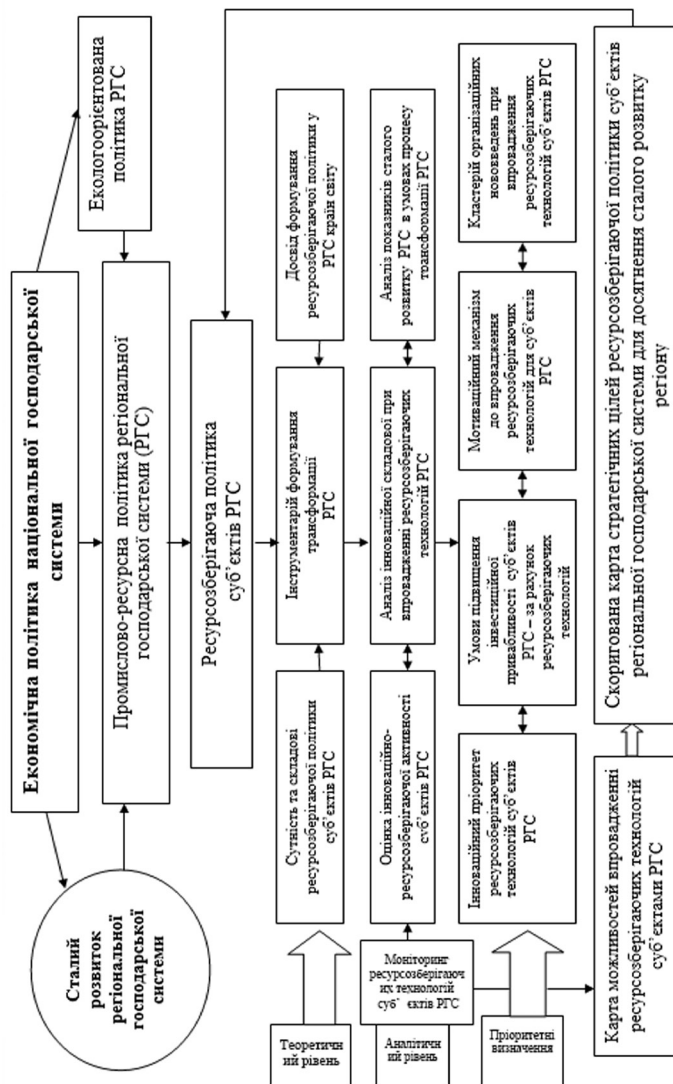 Економічна політика національної господарської
системи
Сталий
розвиток
регіональної
господарської
системи
Промислово-ресурсна політика регіональної
господарської системи (РГС)
Екологоорієнтована
політика РГС
Ресурсозберігаюча політика
суб’єктів РГС
Теоретичн
ий рівень
Сутність та складові
ресурсозберігаючої політики
суб’єктів РГС
Інструментарій формування
трансформації
РГС
Досвід формування
ресурсозберігаючої політики у
РГС країн світу
Аналітичн
ий рівень
Моніторинг
ресурсозберігаюч
их технологій
суб᾽ єктів РГС
Оцінка інноваційно-
ресурсозберігаючої активності
суб’єктів РГС
Аналіз інноваційної складової при
впровадженні ресурсозберігаючих
технологій РГС
Аналіз показників сталого
розвитку РГС в умовах процесу
трансформації РГС
Пріоритетні
визначення
Інноваційний пріоритет
ресурсозберігаючих
технологій суб’єктів
РГС
Умови підвищення
інвестиційної
привабливості суб’єктів
РГС – за рахунок
ресурсозберігаючих
технологій
Мотиваційний механізм
до впровадження
ресурсозберігаючих
технологій для суб’єктів
РГС
Кластерій організаційних
нововведень при
впровадження
ресурсозберігаючих
технологій суб’єктів РГС
Карта можливостей впровадженні
ресурсозберігаючих технологій
суб’єктами РГС
Скоригована карта стратегічних цілей ресурсозберігаючої політики суб’єктів
регіональної господарської системи для досягнення сталого розвитку
регіону